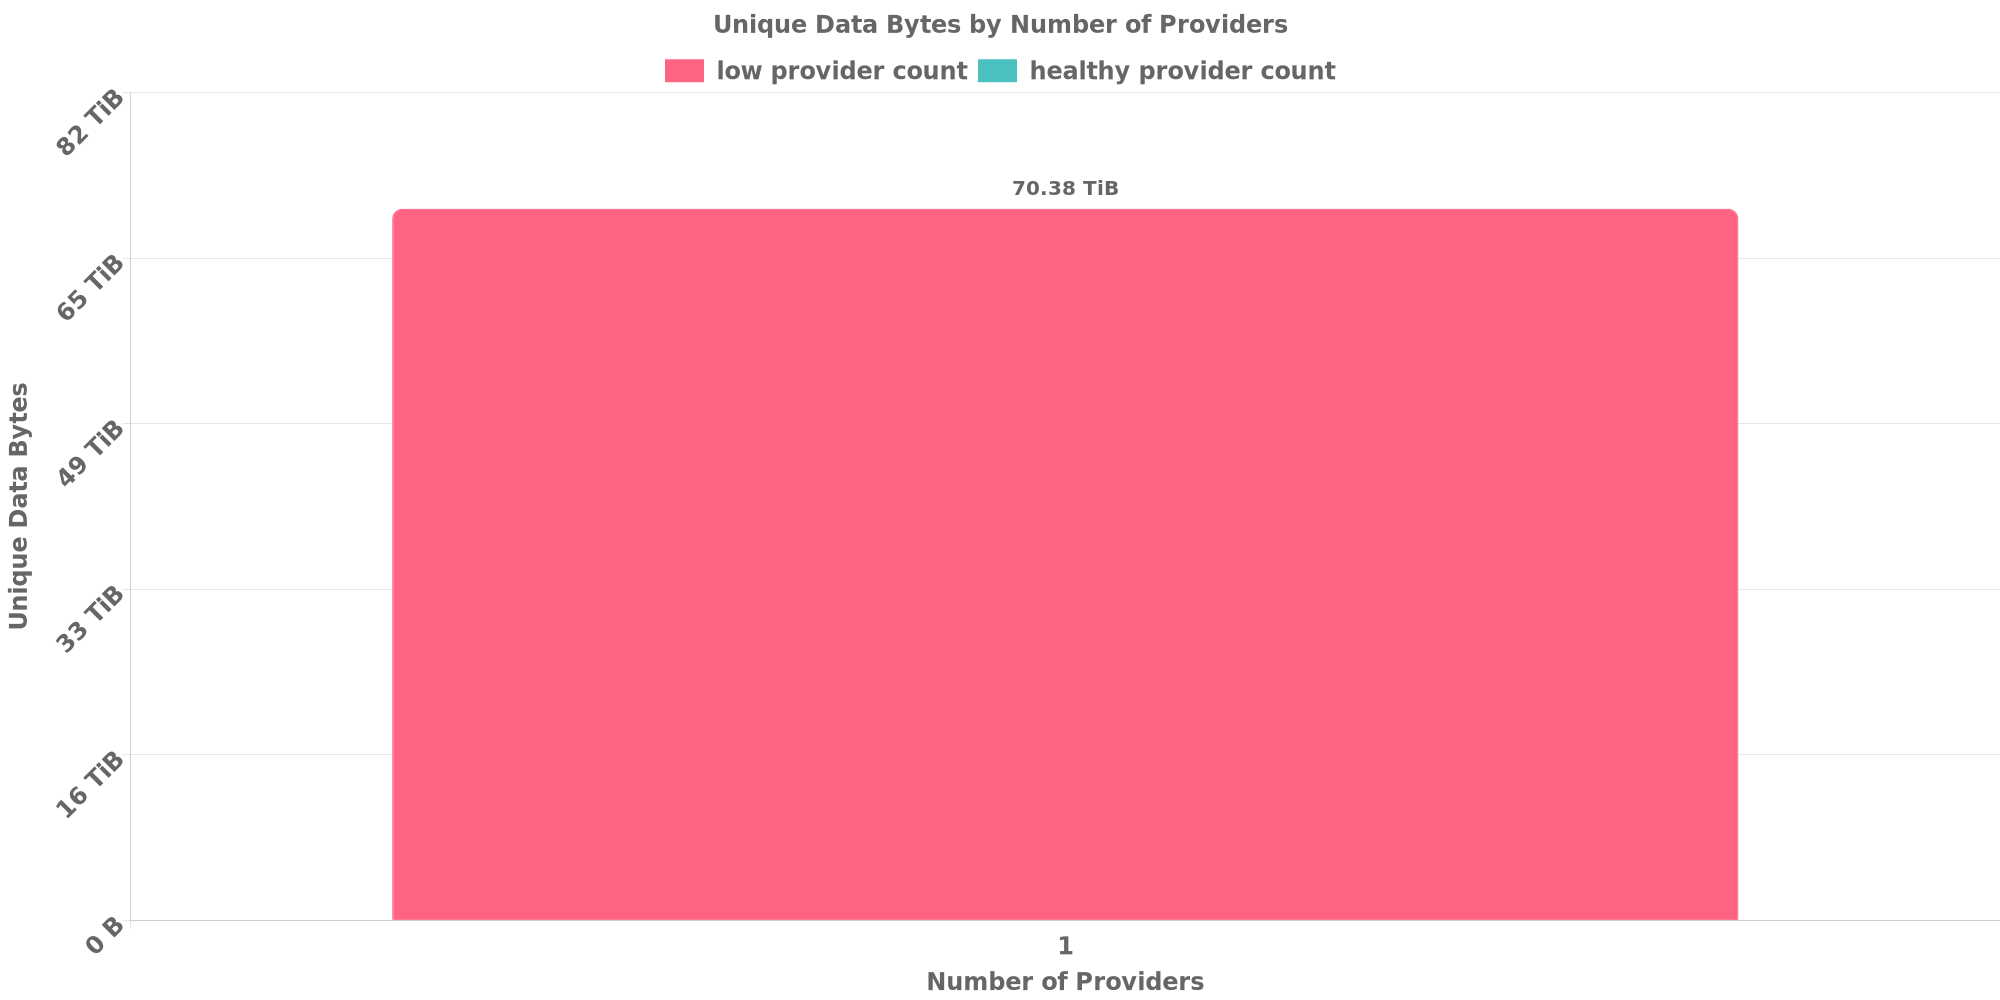 Unique Data Bytes by Number of Providers
low provider count
healthy provider count
82 TiB
70.38 TiB
65 TiB
49 TiB
33 TiB
16 TiB
0 B
Unique Data Bytes
1
Number of Providers